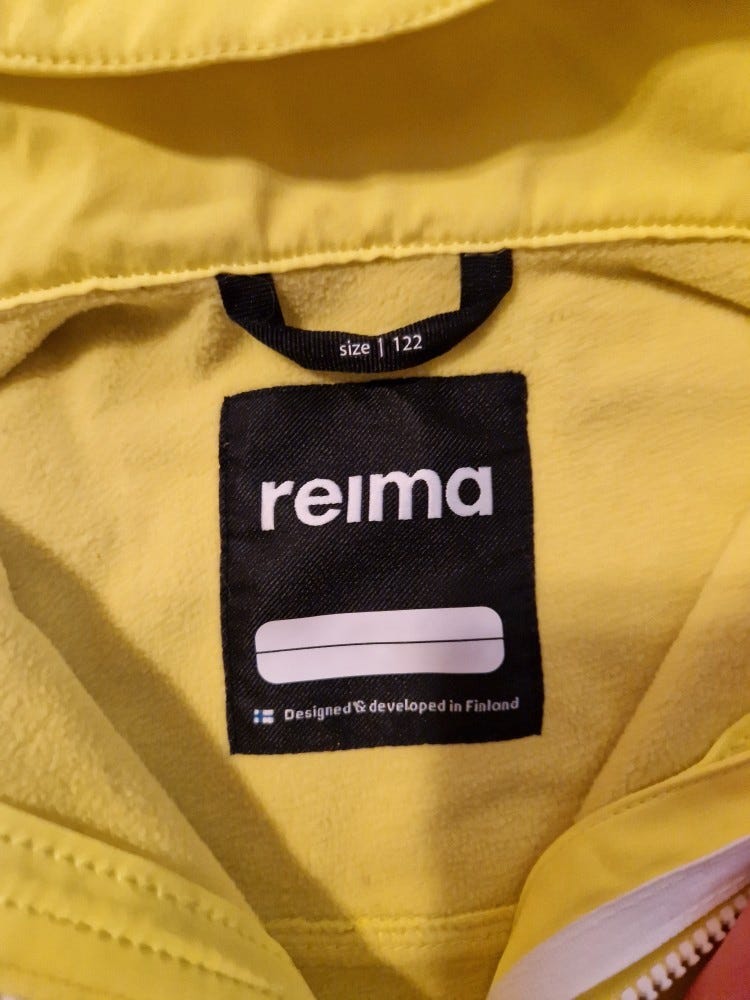 size | 122
reima
Designed & developed in Finland